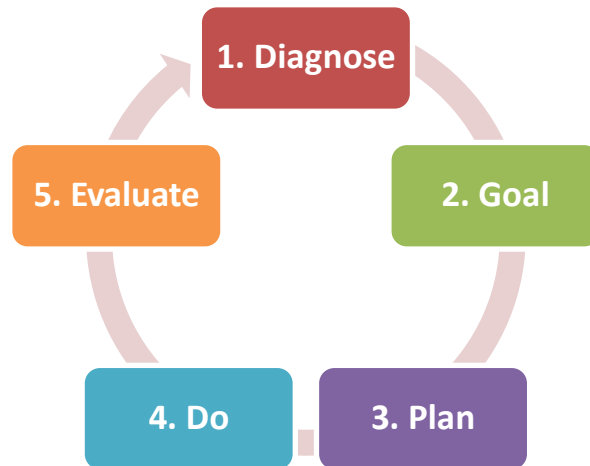 1. Diagnose
2. Goal
3. Plan
4. Do
5. Evaluate